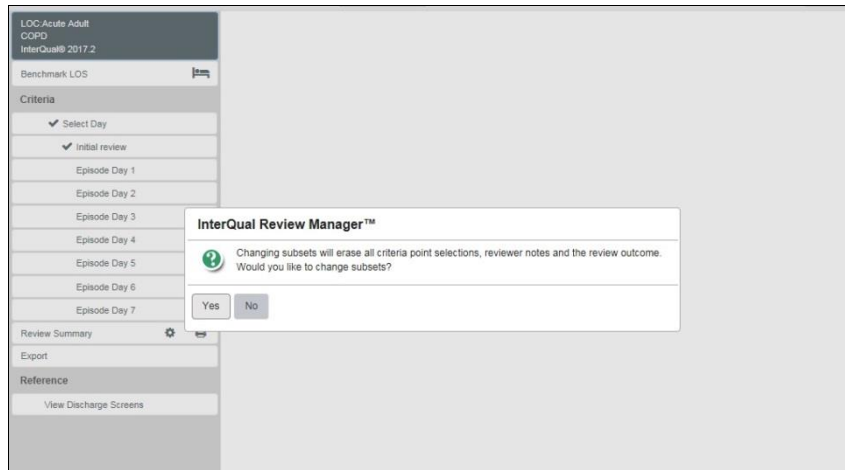 LOC:Acute Adult
COPD
InterQual® 2017.2
Benchmark LOS
Criteria
Select Day
Initial review
Episode Day 1
Episode Day 2
Episode Day 3
Episode Day 4
Episode Day 5
Episode Day 6
Episode Day 7
Review Summary
Export
Reference
View Discharge Screens
InterQual Review Manager™
Changing subsets will erase all criteria point selections, reviewer notes and the review outcome.
Would you like to change subsets?
Yes No